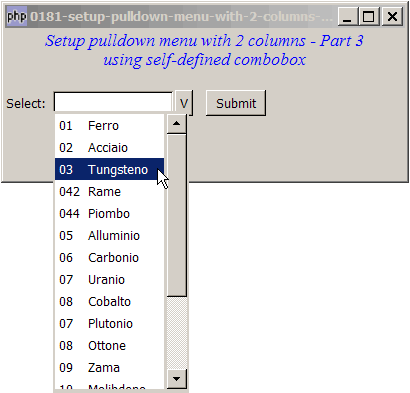 php 0181-setup-pulldown-menu-with-2-columns-...
Setup pulldown menu with 2 columns - Part 3
using self-defined combobox
Select: V Submit
01 Ferro
02 Acciaio
03 Tungsteno
042 Rame
044 Piombo
05 Alluminio
06 Carbonio
07 Uranio
08 Cobalto
07 Plutonio
08 Ottone
09 Zama
10 Molibdeno